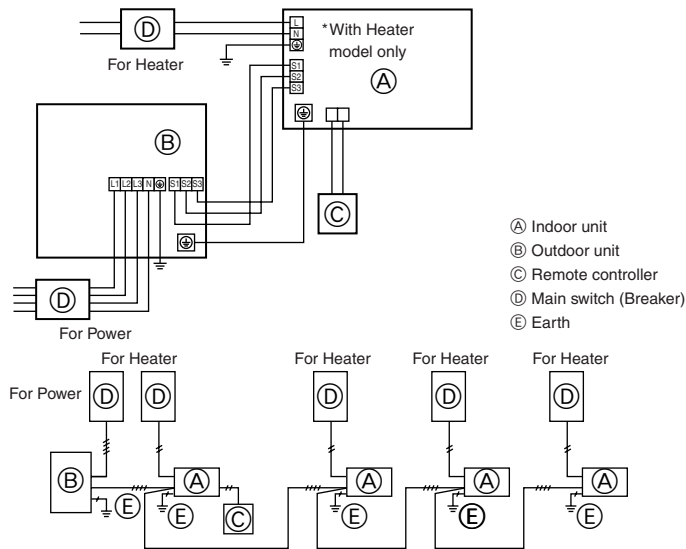 D
For Heater
L
N
*With Heater
model only
A
S1
S2
S3
B
L1 L2 L3 N S1 S2 S3
C
D
For Power
A Indoor unit
B Outdoor unit
C Remote controller
D Main switch (Breaker)
E Earth
For Heater For Heater For Heater For Heater
For Power D D D D D
B A A A A
E E C E E E